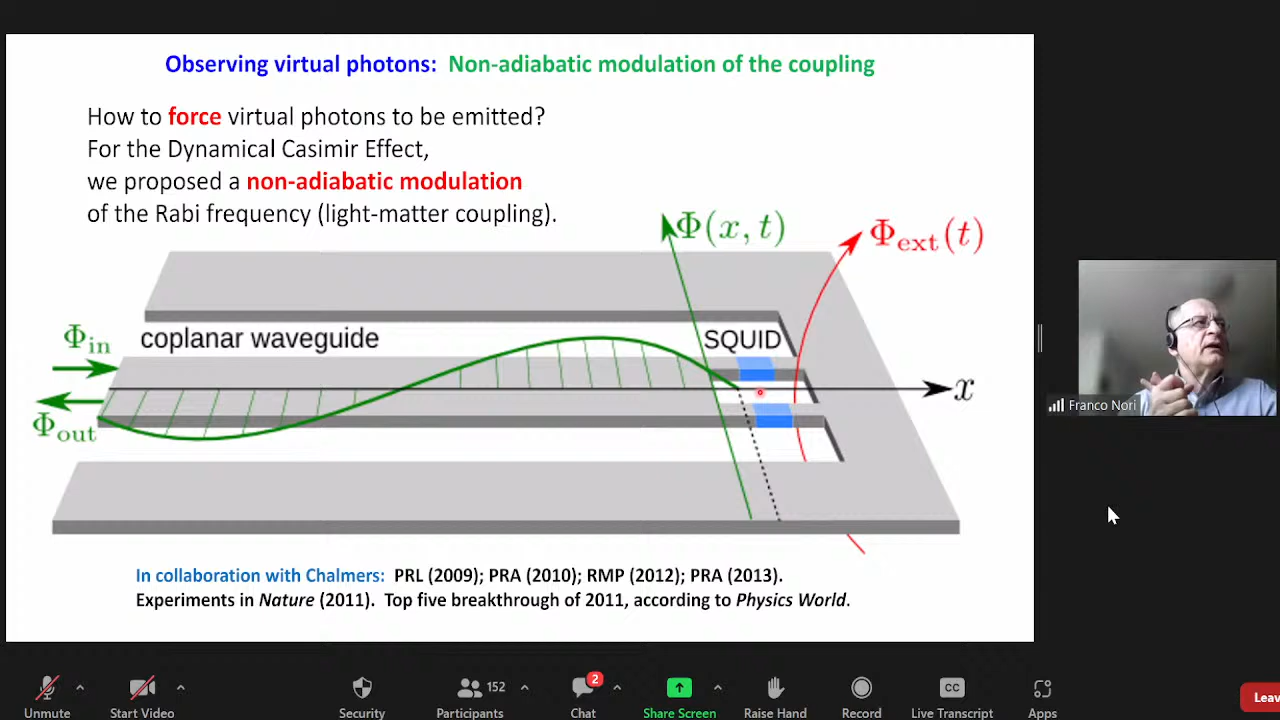 Observing virtual photons: Non-adiabatic modulation of the coupling
How to force virtual photons to be emitted?
For the Dynamical Casimir Effect,
we proposed a non-adiabatic modulation
of the Rabi frequency (light-matter coupling).
Φ(x, t)
Φext(t)
Φin
coplanar waveguide
SQUID
x
Φout
In collaboration with Chalmers: PRL (2009); PRA (2010); RMP (2012); PRA (2013).
Experiments in Nature (2011). Top five breakthrough of 2011, according to Physics World.
Franco Nori
152
2
CC
Unmute
Start Video
Security
Participants
Chat
Share Screen
Raise Hand
Record
Live Transcript
Apps
Leav